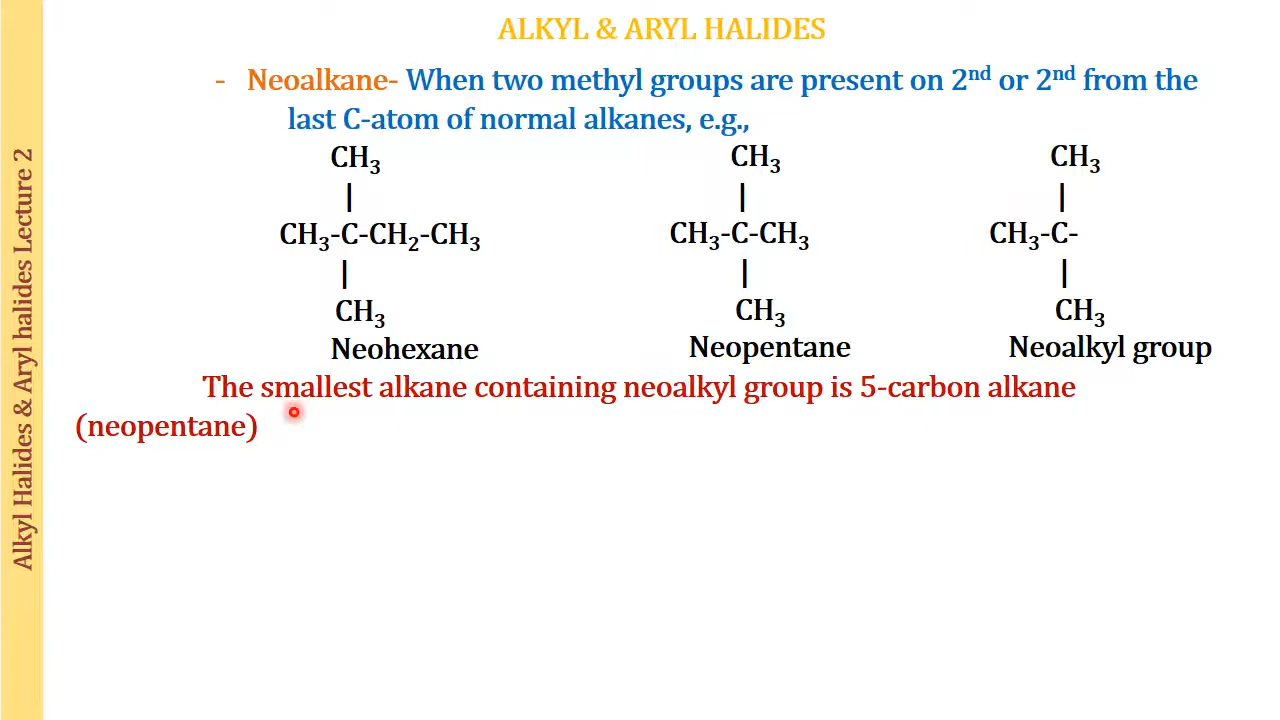 ALKYL & ARYL HALIDES
- Neoalkane- When two methyl groups are present on 2nd or 2nd from the
last C-atom of normal alkanes, e.g.,
CH3 CH3 CH3
| | |
CH3-C-CH2-CH3 CH3-C-CH3 CH3-C-
| | |
CH3 CH3 CH3
Neohexane Neopentane Neoalkyl group
The smallest alkane containing neoalkyl group is 5-carbon alkane
(neopentane)
Alkyl Halides & Aryl halides Lecture 2